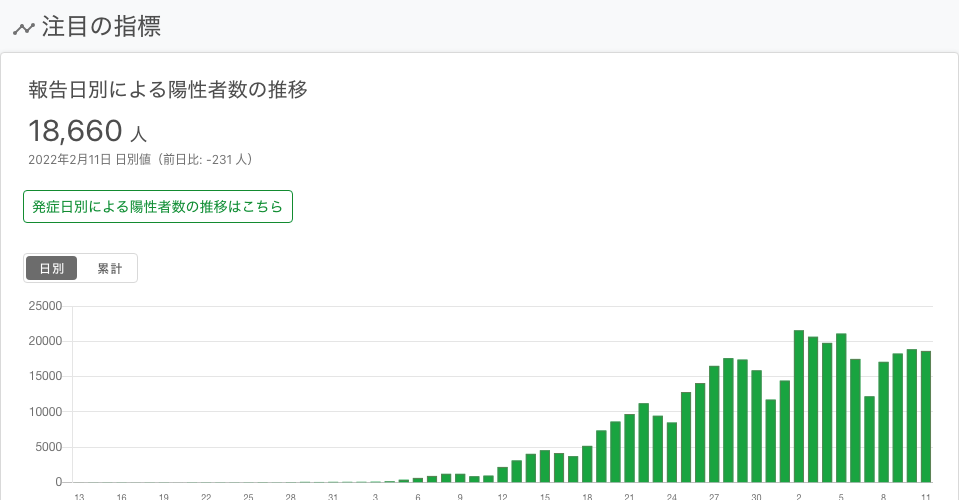 注目の指標
報告日別による陽性者数の推移
18,660 人
2022年2月11日 日別値（前日比: -231 人）
発症日別による陽性者数の推移はこちら
日別 累計
25000
20000
15000
10000
5000
0
13 16 19 22 25 28 31 3 6 9 12 15 18 21 24 27 30 2 5 8 11